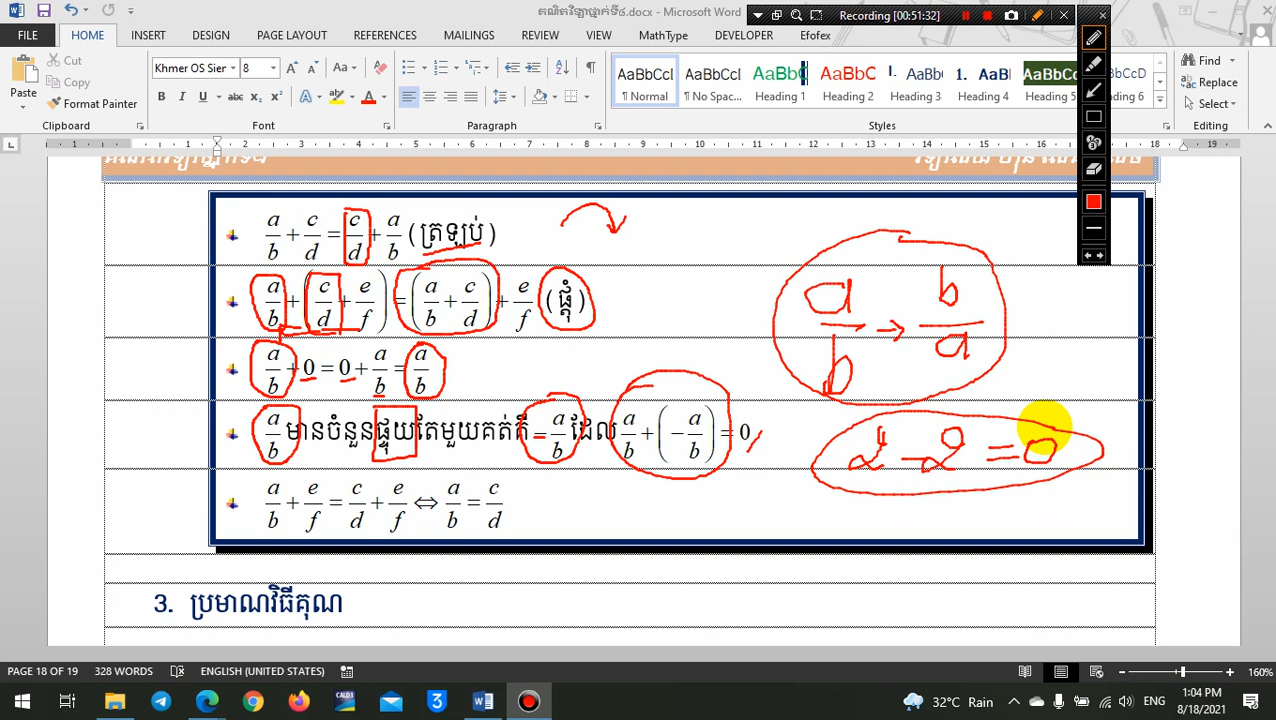 គណិតវិទ្យាថ្នាក់ទី៨.docx - Microsoft Word
Recording (00:51:32)
FILE HOME INSERT DESIGN PAGE LAYOUT REFERENCES MAILINGS REVIEW VIEW MathType DEVELOPER Efofex
Cut
Copy
Format Painter
Paste
Khmer OS Sier 8
AaBbCcI AaBbCcI AaBbC AaBbC AaBb( 1. AaB AaBbCc AaBbCcD
¶ Normal ¶ No Spac... Heading 1 Heading 2 Heading 3 Heading 4 Heading 5 Heading 6
Find
Replace
Select
Clipboard Font Paragraph Styles Editing
a/b + c/d = c/d + a/b (ត្រឡប់)
a/b + (c/d + e/f) = (a/b + c/d) + e/f (ផ្តុំ)
a/b + 0 = 0 + a/b = a/b
a/b → b/a
a/b មានចំនួនផ្ទុយតែមួយគត់គឺ –a/b ដែល a/b + (–a/b) = 0
= 0
a/b + e/f = c/d + e/f ⇔ a/b = c/d
3. ប្រមាណវិធីគុណ
PAGE 18 OF 19 328 WORDS ENGLISH (UNITED STATES) 160%
32°C Rain ENG 1:04 PM
8/18/2021